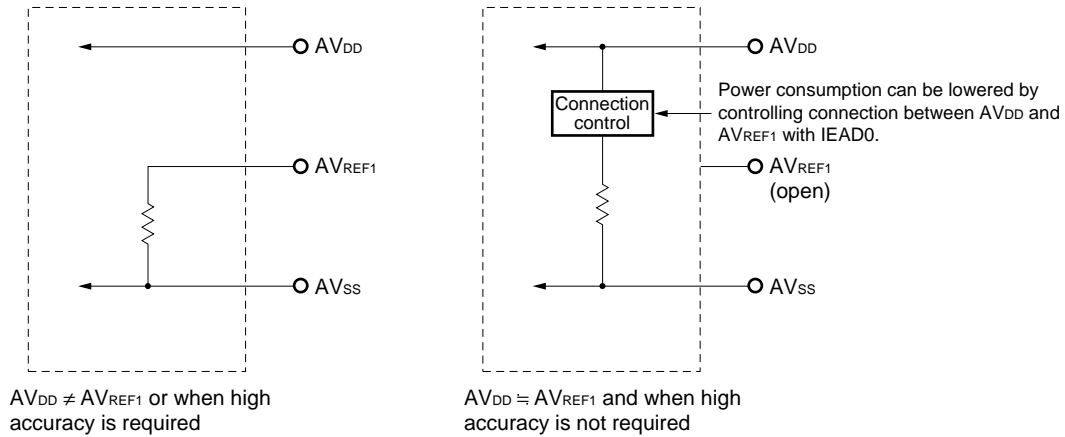 AVDD
AVREF1
AVSS
AVDD ≠ AVREF1 or when high
accuracy is required
AVDD
Connection
control
Power consumption can be lowered by
controlling connection between AVDD and
AVREF1 with IEAD0.
AVREF1
(open)
AVSS
AVDD ≒ AVREF1 and when high
accuracy is not required